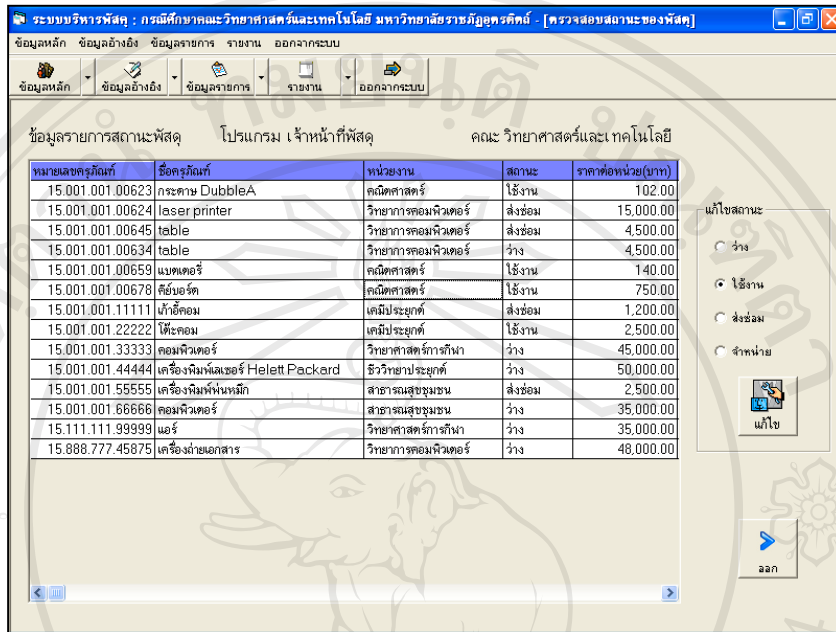 ระบบบริหารพัสดุ : กรณีศึกษาคณะวิทยาศาสตร์และเทคโนโลยี มหาวิทยาลัยราชภัฏอุตรดิตถ์ - [ตรวจสอบสถานะของพัสดุ]
ข้อมูลหลัก ข้อมูลอ้างอิง ข้อมูลรายการ รายงาน ออกจากระบบ
ข้อมูลหลัก ข้อมูลอ้างอิง ข้อมูลรายการ รายงาน ออกจากระบบ
ข้อมูลรายการสถานะพัสดุ โปรแกรม เจ้าหน้าที่พัสดุ คณะ วิทยาศาสตร์และเทคโนโลยี
หมายเลขครุภัณฑ์ ชื่อครุภัณฑ์ หน่วยงาน สถานะ ราคาต่อหน่วย(บาท)
15.001.001.00623 กระดาษ DubbleA คณิตศาสตร์ ใช้งาน 102.00
15.001.001.00624 laser printer วิทยาการคอมพิวเตอร์ ส่งซ่อม 15,000.00
15.001.001.00645 table วิทยาการคอมพิวเตอร์ ส่งซ่อม 4,500.00
15.001.001.00634 table วิทยาการคอมพิวเตอร์ ว่าง 4,500.00
15.001.001.00659 แบตเตอรี่ คณิตศาสตร์ ใช้งาน 140.00
15.001.001.00678 คีย์บอร์ด คณิตศาสตร์ ใช้งาน 750.00
15.001.001.11111 เก้าอี้คอม เคมีประยุกต์ ส่งซ่อม 1,200.00
15.001.001.22222 โต๊ะคอม เคมีประยุกต์ ใช้งาน 2,500.00
15.001.001.33333 คอมพิวเตอร์ วิทยาศาสตร์การกีฬา ว่าง 45,000.00
15.001.001.44444 เครื่องพิมพ์เลเซอร์ Helett Packard ชีววิทยาประยุกต์ ว่าง 50,000.00
15.001.001.55555 เครื่องพิมพ์พ่นหมึก สาธารณสุขชุมชน ส่งซ่อม 2,500.00
15.001.001.66666 คอมพิวเตอร์ สาธารณสุขชุมชน ว่าง 35,000.00
15.111.111.99999 แอร์ วิทยาศาสตร์การกีฬา ว่าง 35,000.00
15.888.777.45875 เครื่องถ่ายเอกสาร วิทยาการคอมพิวเตอร์ ว่าง 48,000.00
แก้ไขสถานะ
ว่าง
ใช้งาน
ส่งซ่อม
จำหน่าย
แก้ไข
ออก